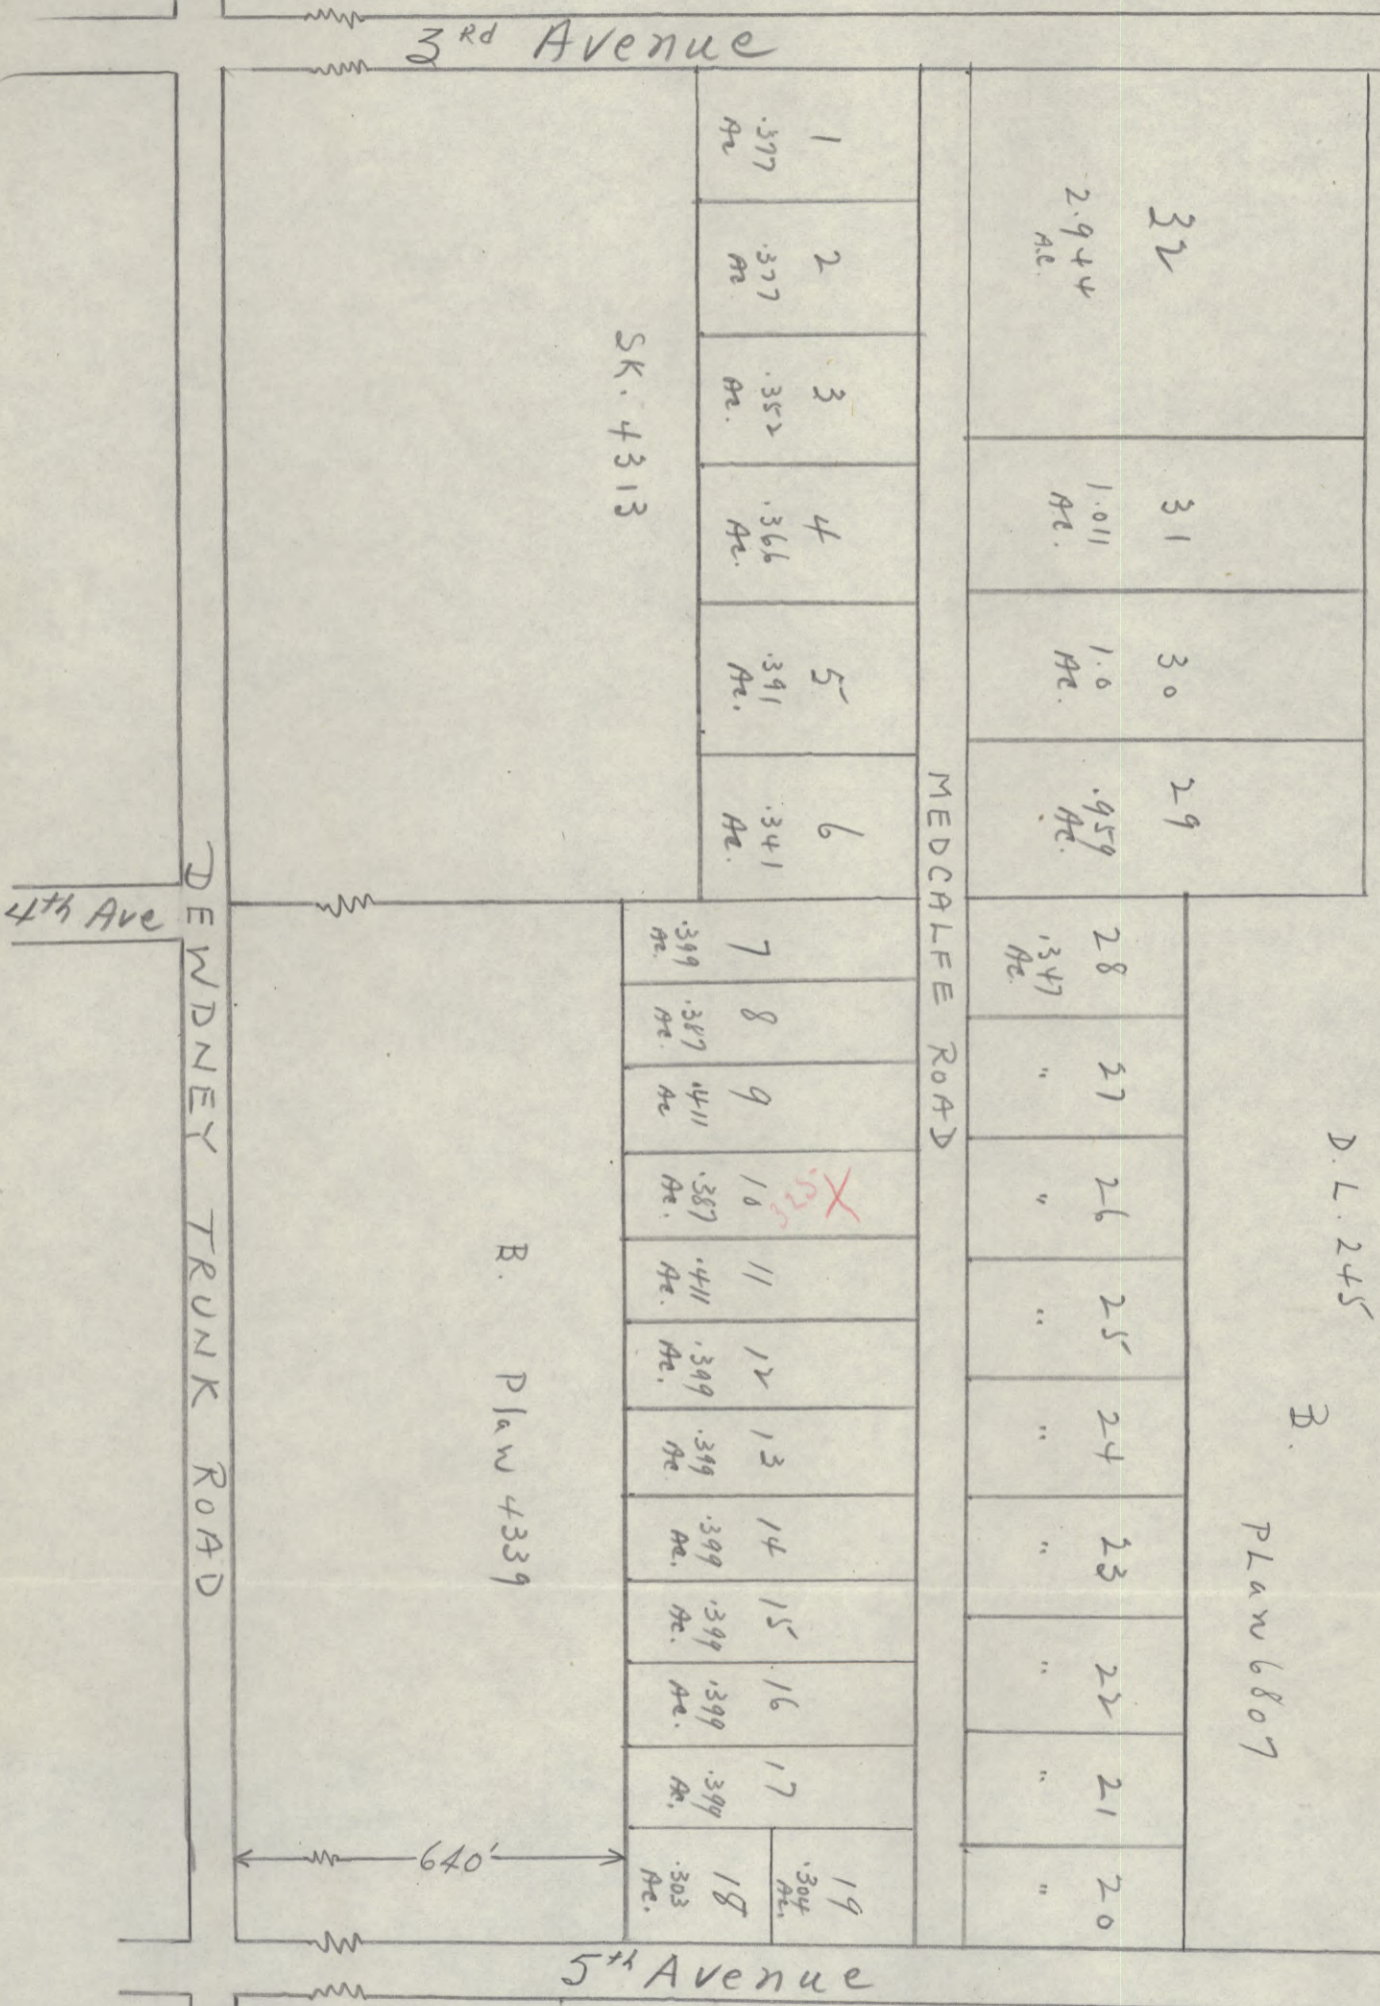 3rd Avenue
1
.377
Ac
2
.377
Ac.
3
.352
Ac.
4
.366
Ac.
5
.391
Ac.
6
.341
Ac.
32
2.944
Ac.
31
1.011
Ac.
30
1.0
Ac.
29
.959
Ac.
SK. 4313
MEDCALFE ROAD
DEWDNEY TRUNK ROAD
4th Ave
7
.399
Ac.
8
.387
Ac.
9
.411
Ac
10
.387
Ac.
X
325.
11
.411
Ac.
12
.399
Ac.
13
.399
Ac
14
.399
Ac.
15
.399
Ac.
16
.399
Ac.
17
.399
Ac.
18
.303
Ac.
19
.304
Ac.
28
.347
Ac.
27
"
26
"
25
"
24
"
23
"
22
"
21
"
20
"
D.L. 245
B.
PLan 6807
B. Plan 4339
640'
5th Avenue